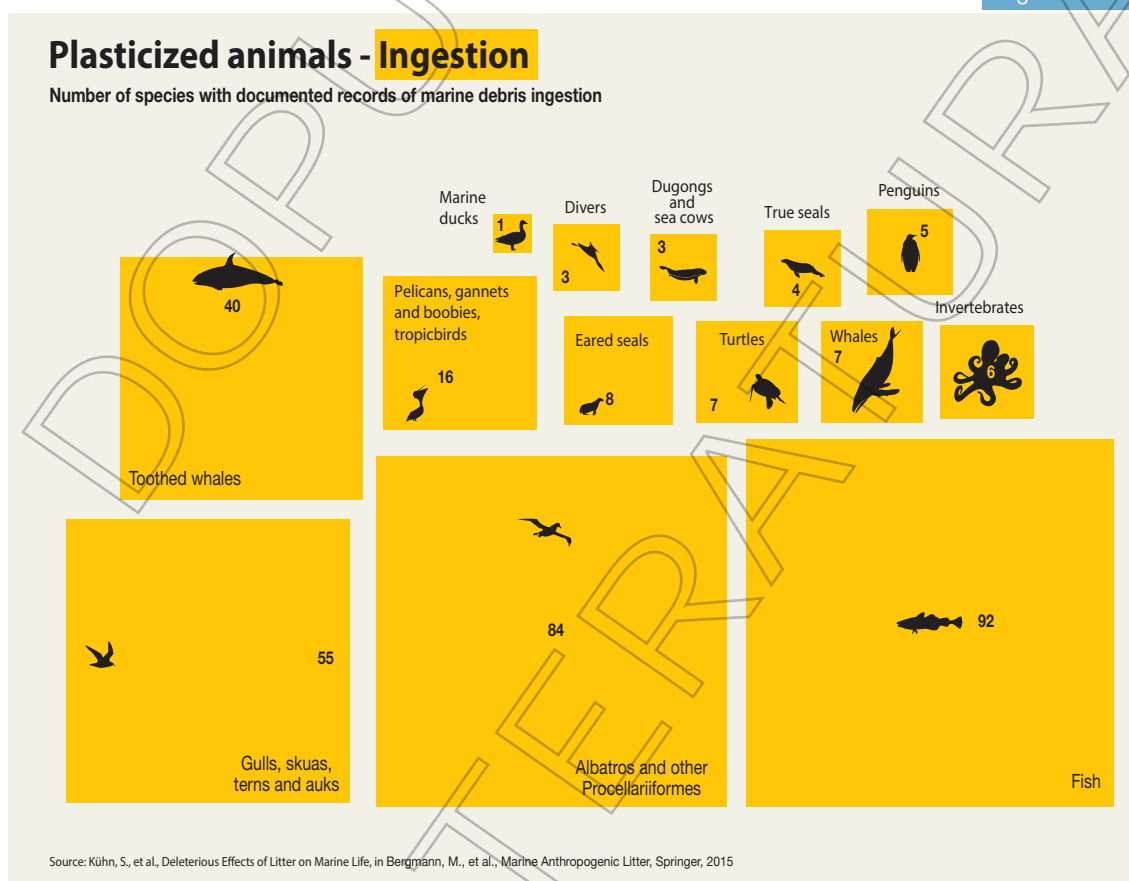 Plasticized animals - Ingestion
Number of species with documented records of marine debris ingestion
Marine
ducks
1
Divers
3
Dugongs
and
sea cows
3
True seals
4
Penguins
5
40
Toothed whales
Pelicans, gannets
and boobies,
tropicbirds
16
Eared seals
8
Turtles
7
Whales
7
Invertebrates
6
55
Gulls, skuas,
terns and auks
84
Albatros and other
Procellariiformes
92
Fish
Source: Kühn, S., et al., Deleterious Effects of Litter on Marine Life, in Bergmann, M., et al., Marine Anthropogenic Litter, Springer, 2015